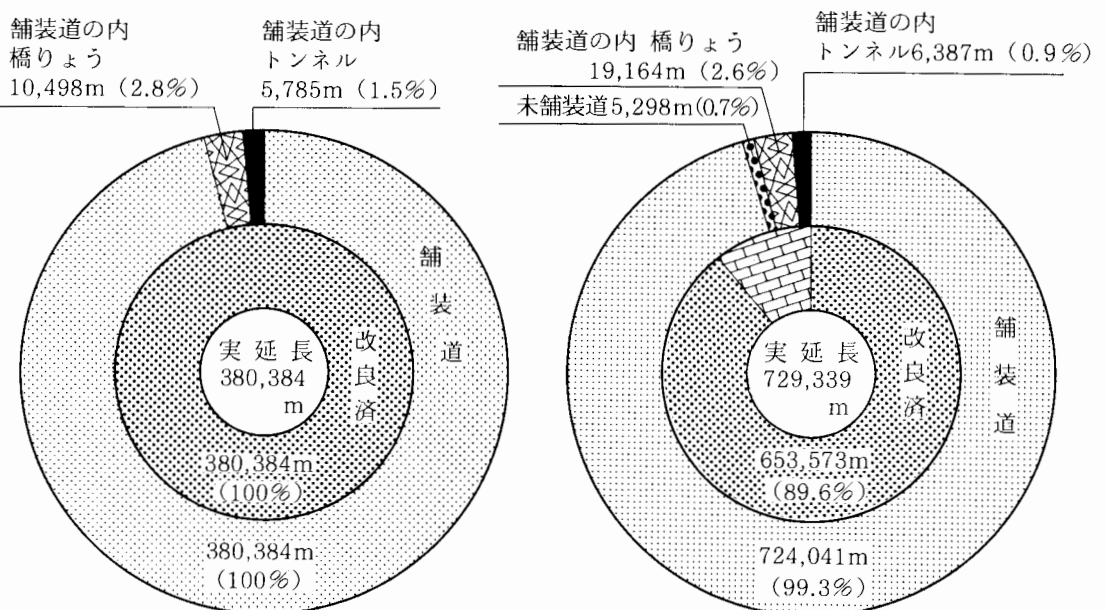 舗装道の内
橋りょう
10,498m (2.8%)
舗装道の内
トンネル
5,785m (1.5%)
舗装道
改良済
実延長
380,384
m
380,384m
(100%)
380,384m
(100%)
舗装道の内 橋りょう
19,164m (2.6%)
未舗装道5,298m(0.7%)
舗装道の内
トンネル6,387m (0.9%)
舗装道
改良済
実延長
729,339
m
653,573m
(89.6%)
724,041m
(99.3%)